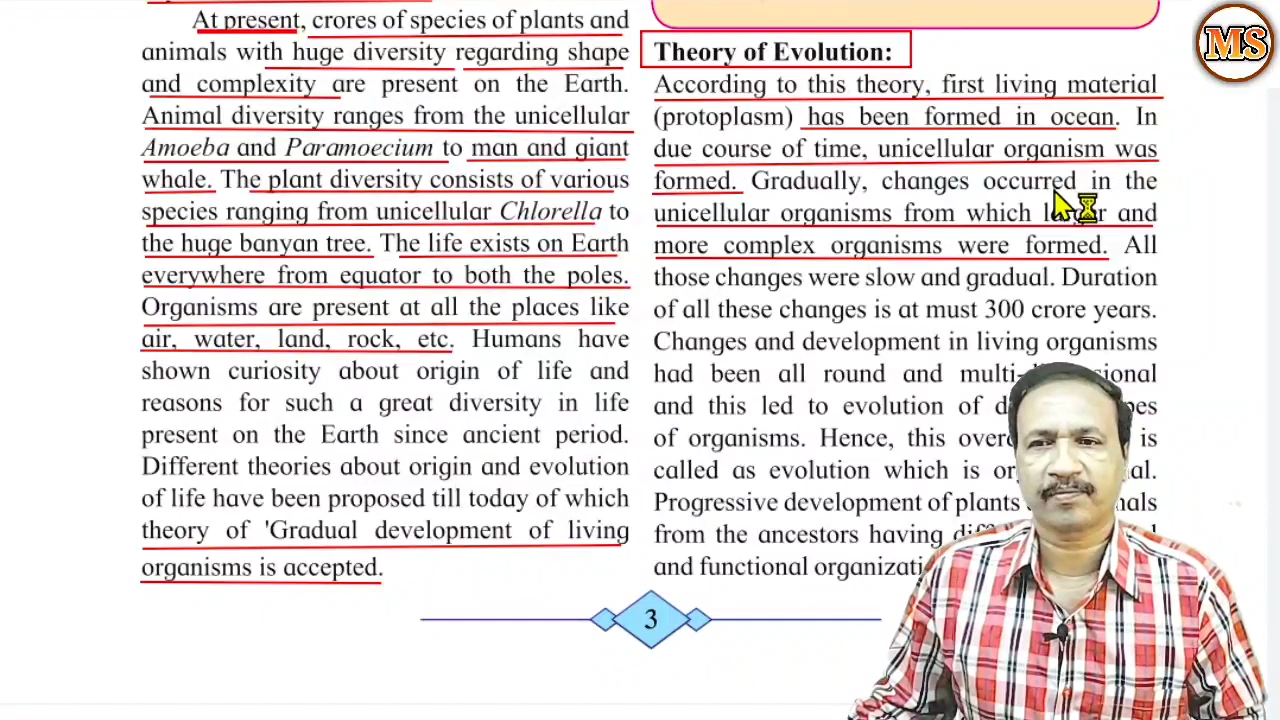 At present, crores of species of plants and
animals with huge diversity regarding shape
and complexity are present on the Earth.
Animal diversity ranges from the unicellular
Amoeba and Paramoecium to man and giant
whale. The plant diversity consists of various
species ranging from unicellular Chlorella to
the huge banyan tree. The life exists on Earth
everywhere from equator to both the poles.
Organisms are present at all the places like
air, water, land, rock, etc. Humans have
shown curiosity about origin of life and
reasons for such a great diversity in life
present on the Earth since ancient period.
Different theories about origin and evolution
of life have been proposed till today of which
theory of 'Gradual development of living
organisms is accepted.
Theory of Evolution:
According to this theory, first living material
(protoplasm) has been formed in ocean. In
due course of time, unicellular organism was
formed. Gradually, changes occurred in the
unicellular organisms from which and
more complex organisms were formed. All
those changes were slow and gradual. Duration
of all these changes is at must 300 crore years.
Changes and development in living organisms
had been all round and
and this led to evolution of
of organisms. Hence, this is
called as evolution which is
Progressive development of plants
from the ancestors having
and functional
3
MS